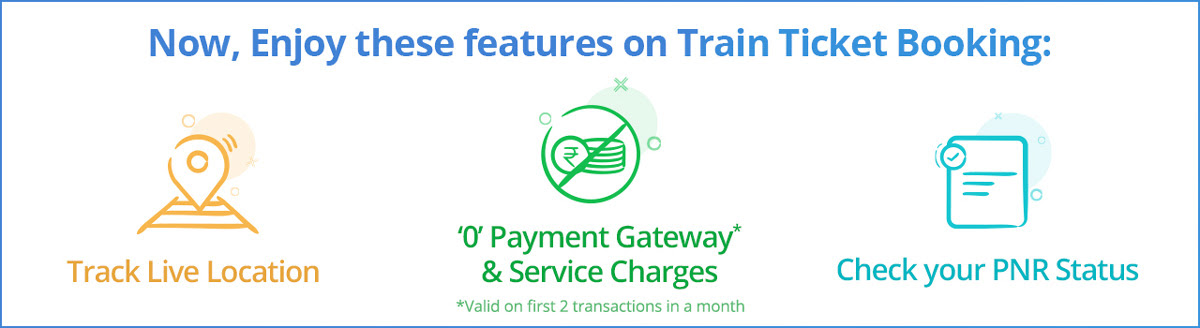 Now, Enjoy these features on Train Ticket Booking:
Track Live Location
₹
‘0’ Payment Gateway*
& Service Charges
*Valid on first 2 transactions in a month
Check your PNR Status